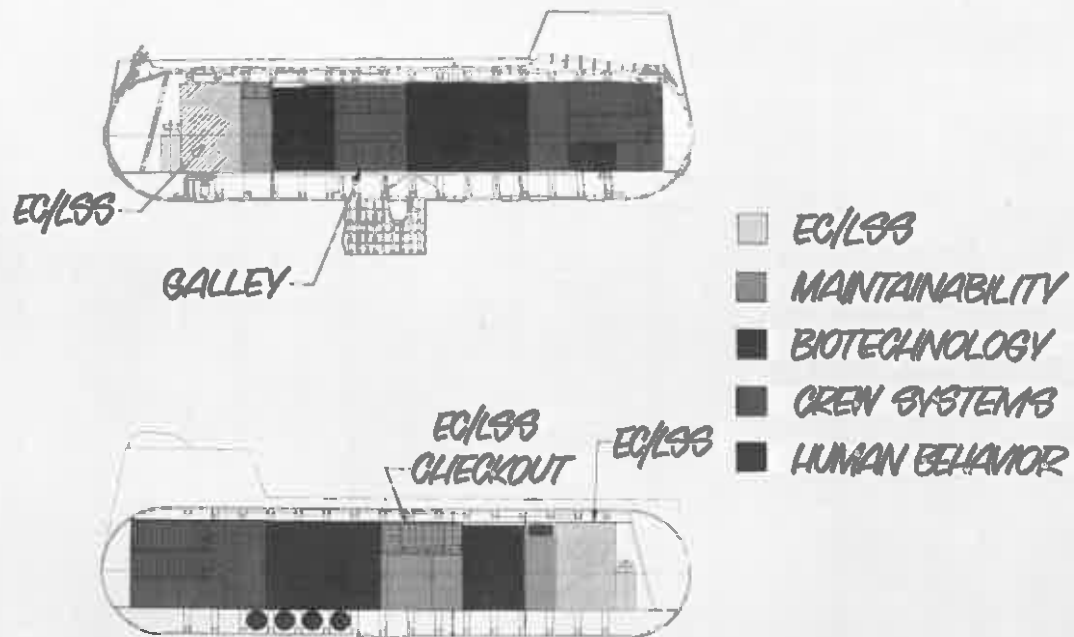 EC/LSS
GALLEY
EC/LSS
MAINTAINABILITY
BIOTECHNOLOGY
CREW SYSTEMS
HUMAN BEHAVIOR
EC/LSS
CHECKOUT
EC/LSS